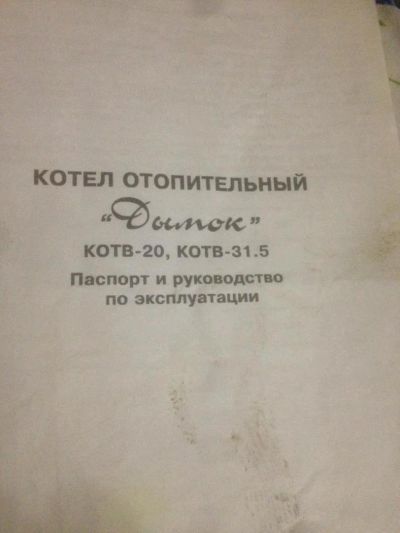 КОТЕЛ ОТОПИТЕЛЬНЫЙ
“Дымок”
КОТВ-20, КОТВ-31.5
Паспорт и руководство
по эксплуатации